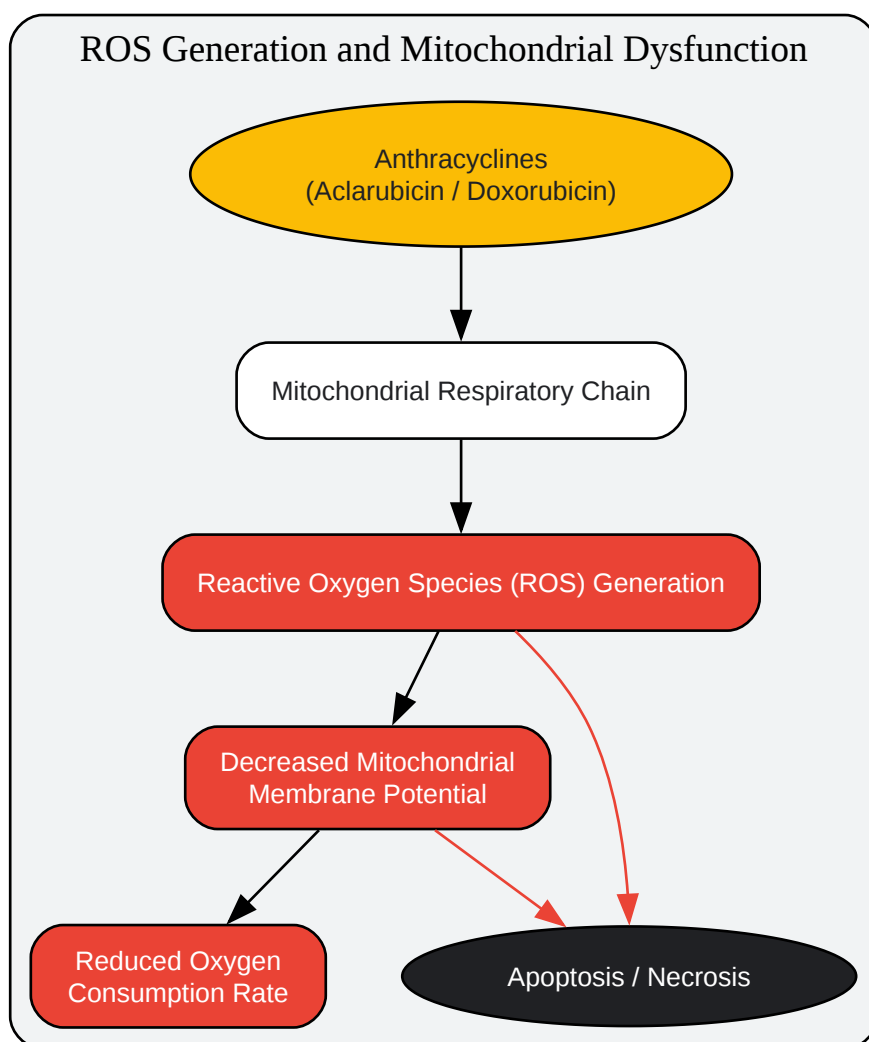 ROS Generation and Mitochondrial Dysfunction
Anthracyclines
(Aclarubicin / Doxorubicin)
Mitochondrial Respiratory Chain
Reactive Oxygen Species (ROS) Generation
Decreased Mitochondrial
Membrane Potential
Reduced Oxygen
Consumption Rate
Apoptosis / Necrosis